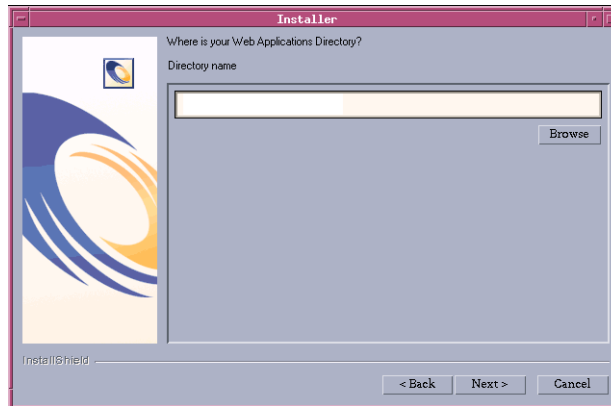 Installer
Where is your Web Applications Directory?
Directory name
Browse
InstallShield
< Back
Next >
Cancel